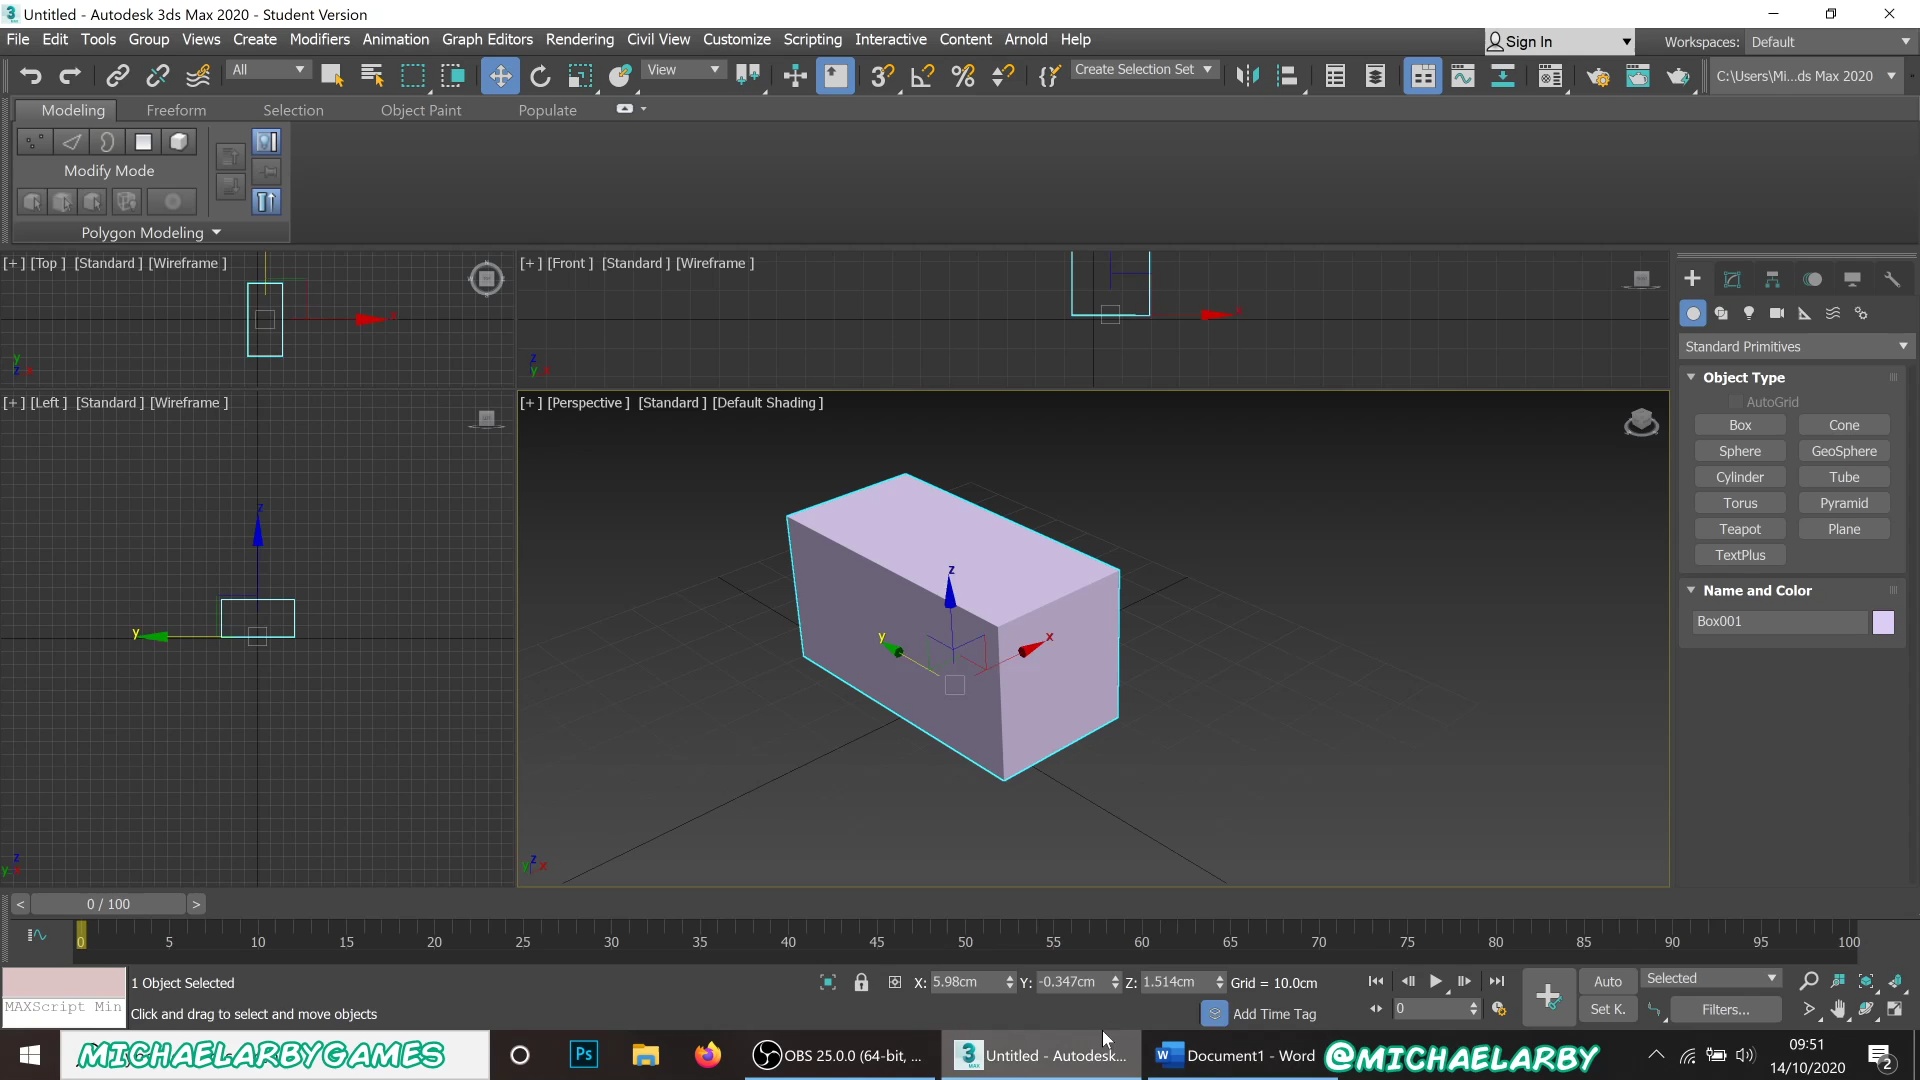 Untitled - Autodesk 3ds Max 2020 - Student Version
File Edit Tools Group Views Create Modifiers Animation Graph Editors Rendering Civil View Customize Scripting Interactive Content Arnold Help
Sign In
Workspaces: Default
All
View
Create Selection Set
C:\Users\Mi...ds Max 2020
Modeling Freeform Selection Object Paint Populate
Modify Mode
Polygon Modeling
[+] [Top ] [Standard ] [Wireframe ]
[+] [Front ] [Standard ] [Wireframe ]
[+] [Left ] [Standard ] [Wireframe ]
[+] [Perspective ] [Standard ] [Default Shading ]
Standard Primitives
Object Type
AutoGrid
Box Cone
Sphere GeoSphere
Cylinder Tube
Torus Pyramid
Teapot Plane
TextPlus
Name and Color
Box001
z
y
x
z
y
x
< 0 / 100 >
0 5 10 15 20 25 30 35 40 45 50 55 60 65 70 75 80 85 90 95 100
1 Object Selected
X: 5.98cm Y: -0.347cm Z: 1.514cm Grid = 10.0cm
Auto Selected
MAXScript Min
Click and drag to select and move objects
Add Time Tag
0
Set K. Filters...
MICHAELARBYGAMES
Ps
OBS 25.0.0 (64-bit, ...
Untitled - Autodesk...
Document1 - Word
@MICHAELARBY
09:51
14/10/2020
2